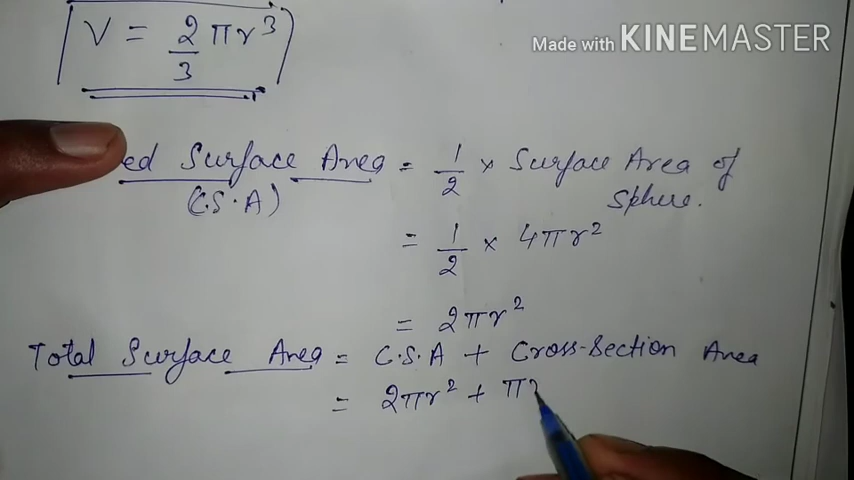 Made with KINEMASTER
V = 2/3 πr³
ed Surface Area = 1/2 × Surface Area of Sphere.
(C.S.A)
= 1/2 × 4πr²
= 2πr²
Total Surface Area = C.S.A + Cross-Section Area
= 2πr² + π